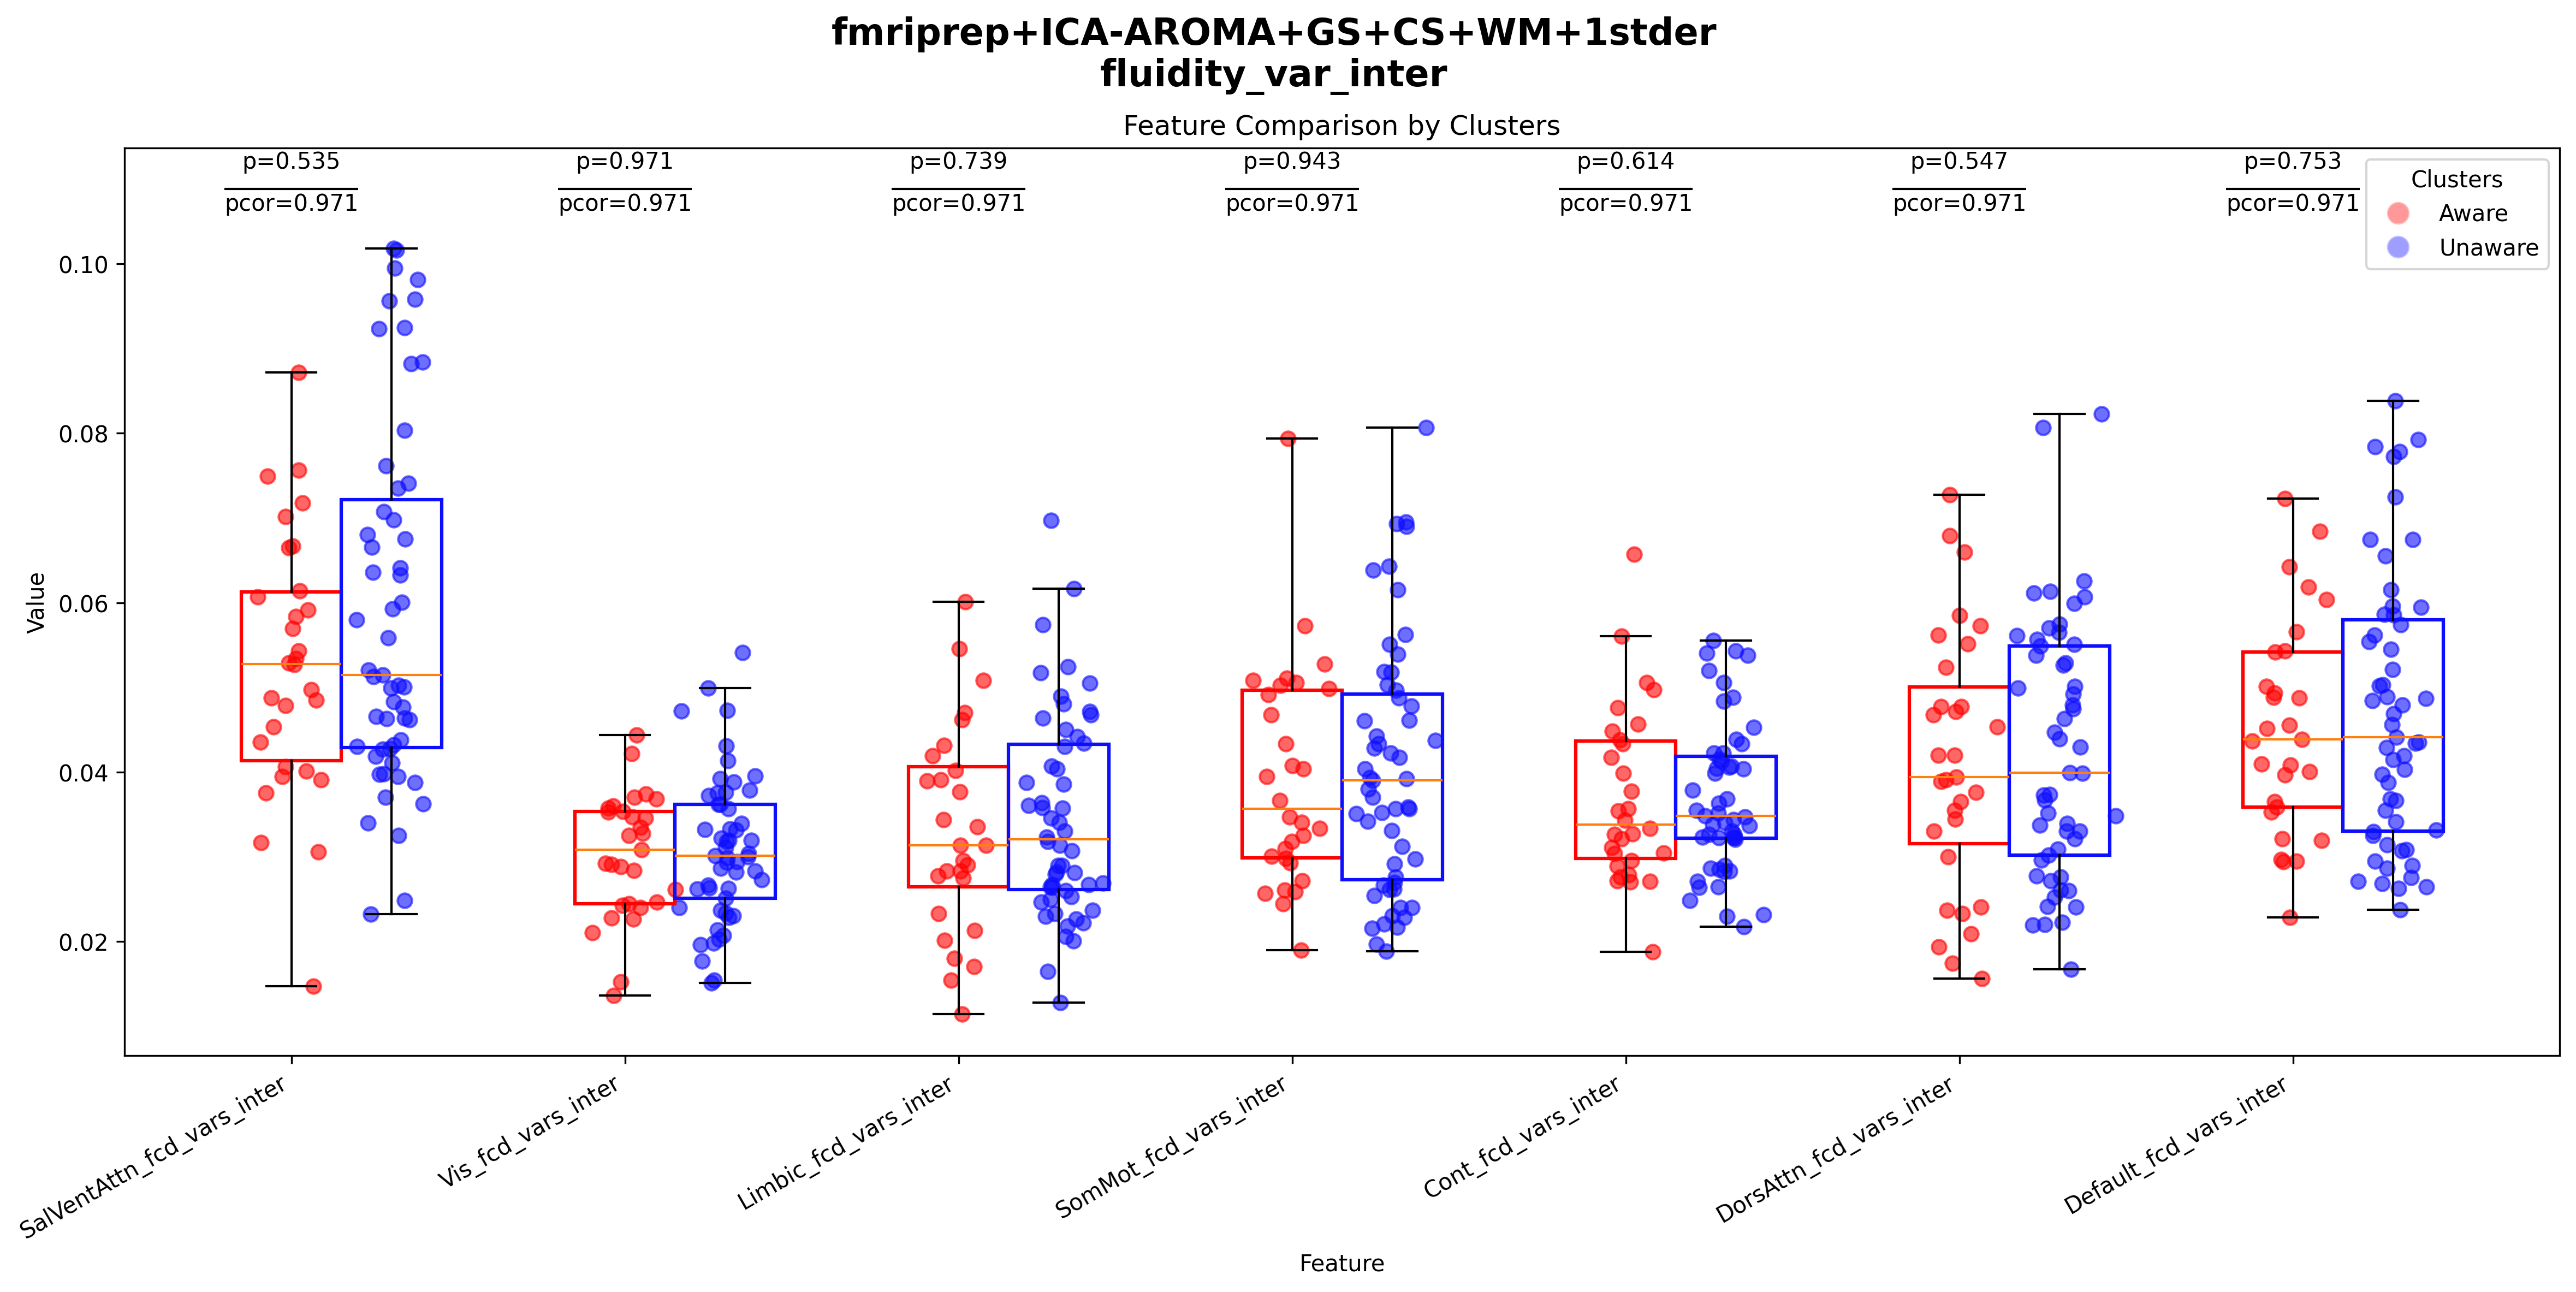 fmriprep+ICA-AROMA+GS+CS+WM+1stder
fluidity_var_inter
Feature Comparison by Clusters
p=0.535
pcor=0.971
p=0.971
pcor=0.971
p=0.739
pcor=0.971
p=0.943
pcor=0.971
p=0.614
pcor=0.971
p=0.547
pcor=0.971
p=0.753
pcor=0.971
Clusters
Aware
Unaware
Value
0.10
0.08
0.06
0.04
0.02
SalVentAttn_fcd_vars_inter
Vis_fcd_vars_inter
Limbic_fcd_vars_inter
SomMot_fcd_vars_inter
Cont_fcd_vars_inter
DorsAttn_fcd_vars_inter
Default_fcd_vars_inter
Feature